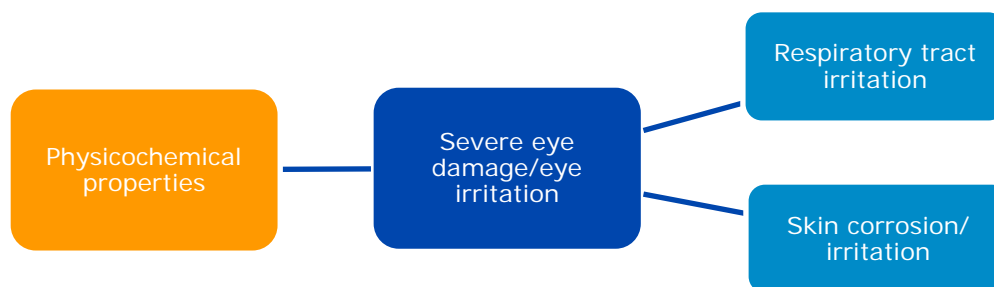 Physicochemical
properties
Severe eye
damage/eye
irritation
Respiratory tract
irritation
Skin corrosion/
irritation